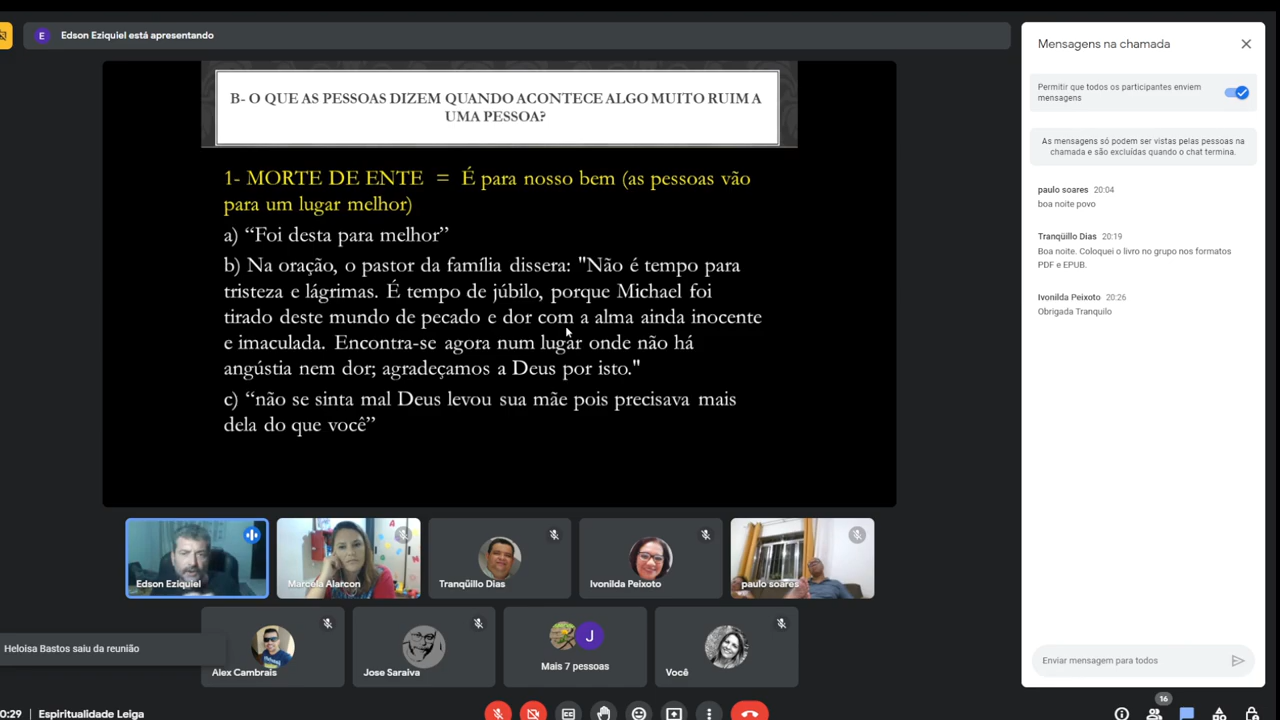 E
Edson Eziquiel está apresentando
B- O QUE AS PESSOAS DIZEM QUANDO ACONTECE ALGO MUITO RUIM A
UMA PESSOA?
1- MORTE DE ENTE = É para nosso bem (as pessoas vão
para um lugar melhor)
a) “Foi desta para melhor”
b) Na oração, o pastor da família dissera: "Não é tempo para
tristeza e lágrimas. É tempo de júbilo, porque Michael foi
tirado deste mundo de pecado e dor com a alma ainda inocente
e imaculada. Encontra-se agora num lugar onde não há
angústia nem dor; agradeçamos a Deus por isto."
c) “não se sinta mal Deus levou sua mãe pois precisava mais
dela do que você”
Edson Eziquiel
Marcela Alarcon
Tranqüillo Dias
Ivonilda Peixoto
paulo soares
Heloisa Bastos saiu da reunião
Alex Cambrais
Jose Saraiva
J
Mais 7 pessoas
Você
0:29 | Espiritualidade Leiga
Mensagens na chamada
Permitir que todos os participantes enviem
mensagens
As mensagens só podem ser vistas pelas pessoas na
chamada e são excluídas quando o chat termina.
paulo soares 20:04
boa noite povo
Tranqüillo Dias 20:19
Boa noite. Coloquei o livro no grupo nos formatos
PDF e EPUB.
Ivonilda Peixoto 20:26
Obrigada Tranquilo
Enviar mensagem para todos
16